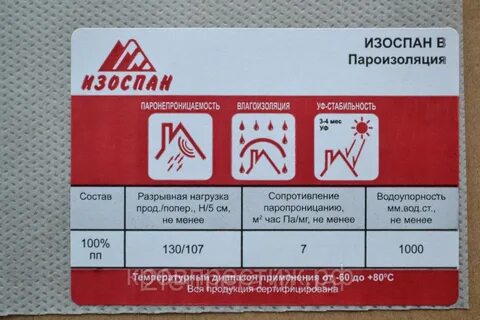 ИЗОСПАН В
Пароизоляция
ИЗОСПАН
ПАРОНЕПРОНИЦАЕМОСТЬ
ВЛАГОИЗОЛЯЦИЯ
УФ-СТАБИЛЬНОСТЬ
3-4 мес
УФ
Состав
Разрывная нагрузка
прод./попер., Н/5 см,
не менее
Сопротивление
паропроницанию,
м² час Па/мг, не менее
Водоупорность
мм.вод.ст.,
не менее
100%
пп
130/107
7
1000
Температурный диапазон применения от -60 до +80°С
Вся продукция сертифицирована